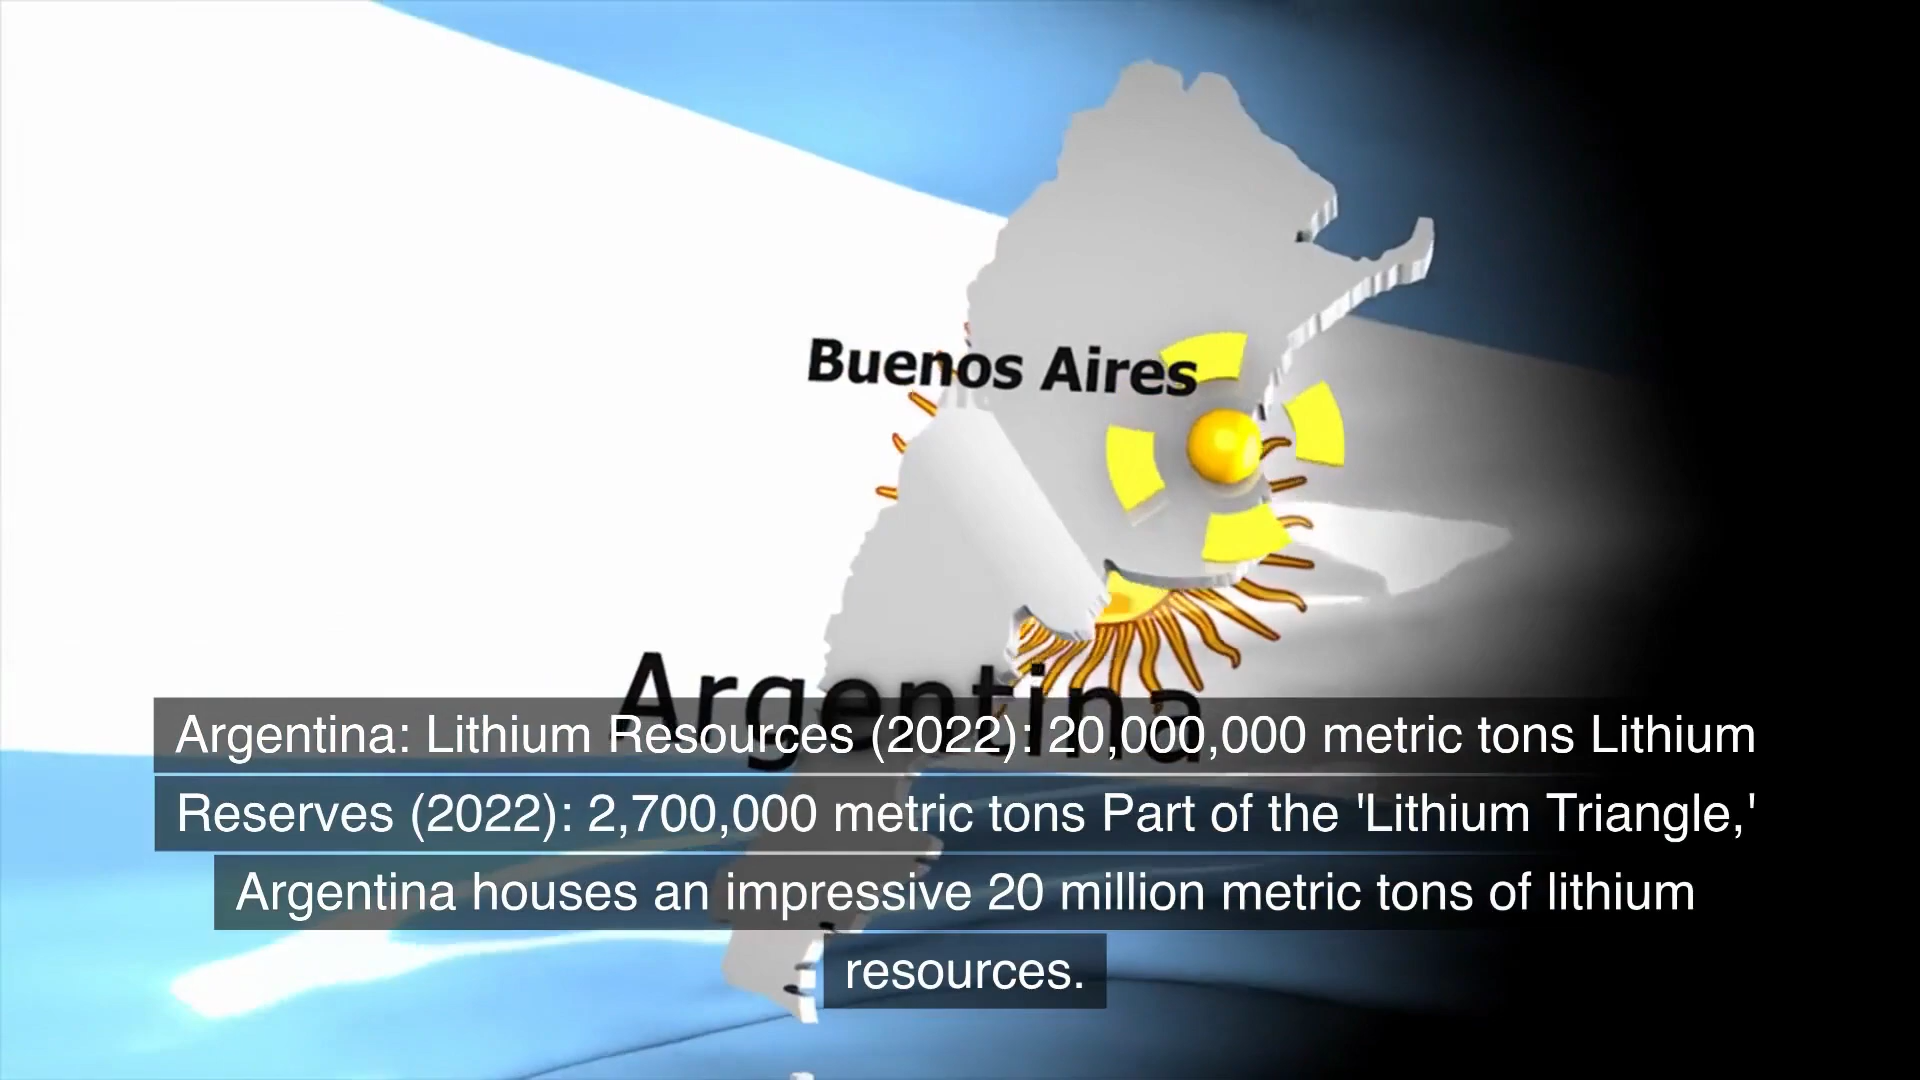 Buenos Aires
Argentina
Argentina: Lithium Resources (2022): 20,000,000 metric tons Lithium
Reserves (2022): 2,700,000 metric tons Part of the 'Lithium Triangle,'
Argentina houses an impressive 20 million metric tons of lithium
resources.